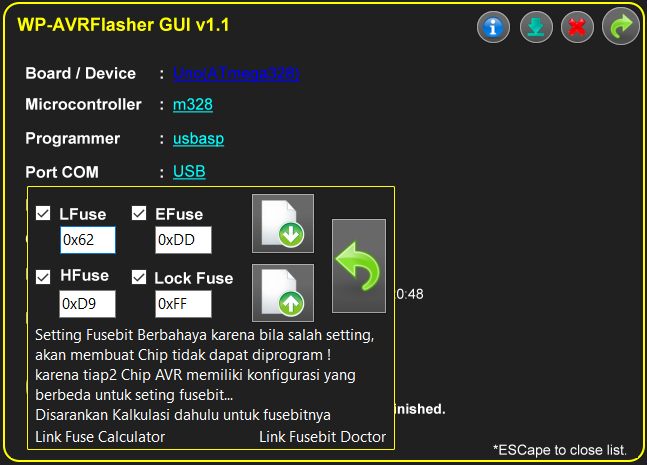 WP-AVRFlasher GUI v1.1
Board / Device : Uno(ATmega328)
Microcontroller : m328
Programmer : usbasp
Port COM : USB
LFuse EFuse
0x62 0xDD
HFuse Lock Fuse
0xD9 0xFF
0:48
Setting Fusebit Berbahaya karena bila salah setting,
akan membuat Chip tidak dapat diprogram !
karena tiap2 Chip AVR memiliki konfigurasi yang
berbeda untuk seting fusebit...
inished.
Disarankan Kalkulasi dahulu untuk fusebitnya
Link Fuse Calculator Link Fusebit Doctor
*ESCape to close list.